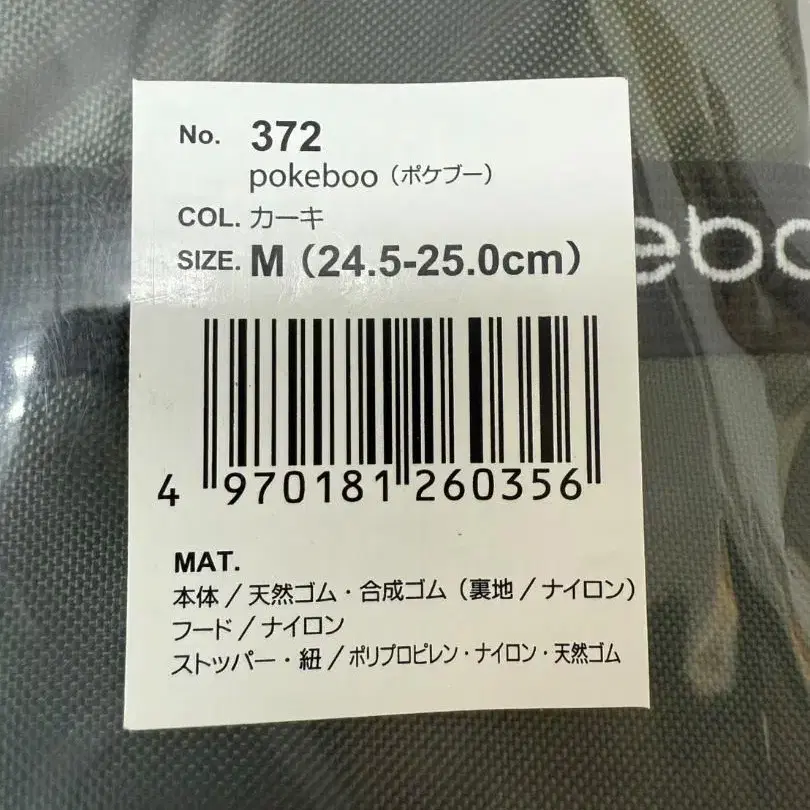 No. 372
pokeboo（ポケブー）
COL. カーキ
SIZE. M（24.5-25.0cm）
ebo
4 970181 260356
MAT.
本体 / 天然ゴム・合成ゴム（裏地 / ナイロン）
フード / ナイロン
ストッパー・紐 / ポリプロピレン・ナイロン・天然ゴム